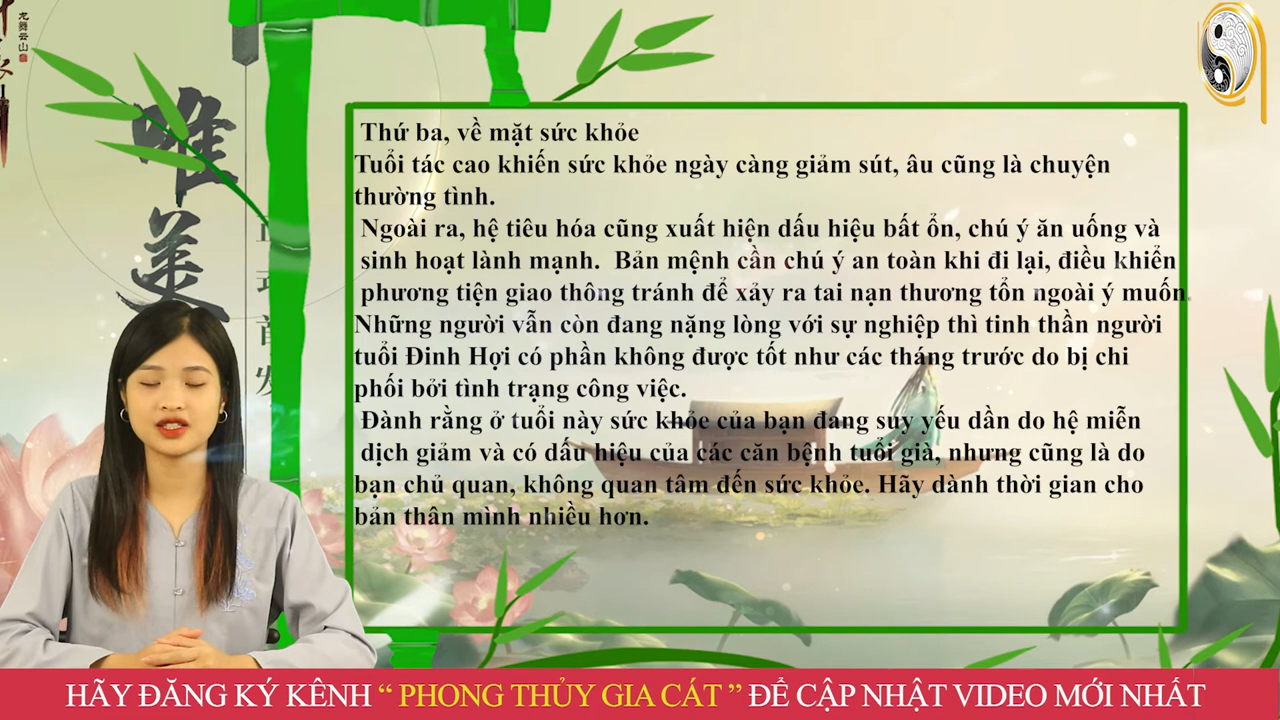 龙舞云山
唯
美
Thứ ba, về mặt sức khỏe
Tuổi tác cao khiến sức khỏe ngày càng giảm sút, âu cũng là chuyện
thường tình.
Ngoài ra, hệ tiêu hóa cũng xuất hiện dấu hiệu bất ổn, chú ý ăn uống và
sinh hoạt lành mạnh. Bản mệnh cần chú ý an toàn khi đi lại, điều khiển
phương tiện giao thông tránh để xảy ra tai nạn thương tổn ngoài ý muốn.
Những người vẫn còn đang nặng lòng với sự nghiệp thì tinh thần người
tuổi Đinh Hợi có phần không được tốt như các tháng trước do bị chi
phối bởi tình trạng công việc.
Đành rằng ở tuổi này sức khỏe của bạn đang suy yếu dần do hệ miễn
dịch giảm và có dấu hiệu của các căn bệnh tuổi già, nhưng cũng là do
bạn chủ quan, không quan tâm đến sức khỏe. Hãy dành thời gian cho
bản thân mình nhiều hơn.
HÃY ĐĂNG KÝ KÊNH “ PHONG THỦY GIA CÁT ” ĐỂ CẬP NHẬT VIDEO MỚI NHẤT